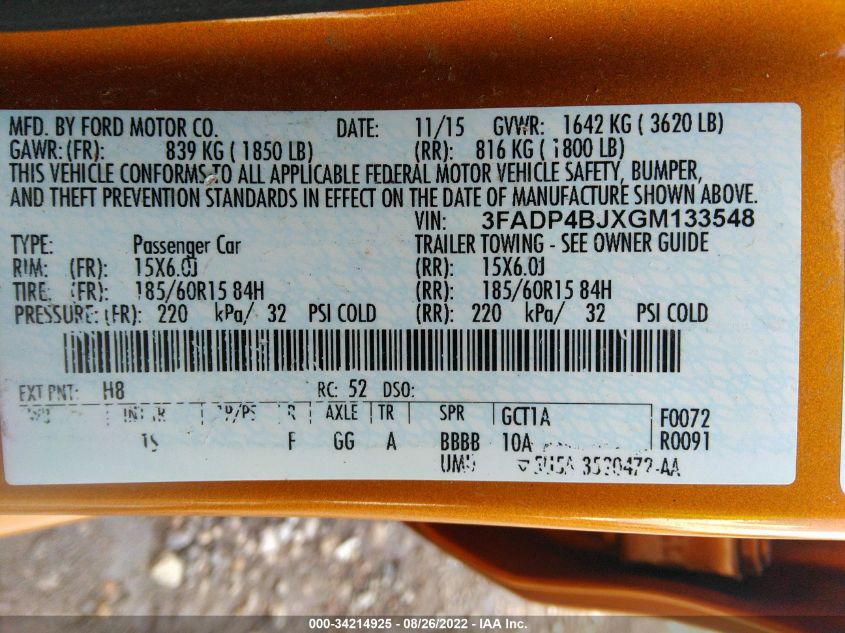 MFD. BY FORD MOTOR CO. DATE: 11/15 GVWR: 1642 KG ( 3620 LB)
GAWR: (FR): 839 KG ( 1850 LB) (RR): 816 KG ( 1800 LB)
THIS VEHICLE CONFORMS TO ALL APPLICABLE FEDERAL MOTOR VEHICLE SAFETY, BUMPER,
AND THEFT PREVENTION STANDARDS IN EFFECT ON THE DATE OF MANUFACTURE SHOWN ABOVE.
VIN: 3FADP4BJXGM133548
TYPE: Passenger Car TRAILER TOWING - SEE OWNER GUIDE
RIM: (FR): 15X6.0J (RR): 15X6.0J
TIRE: (FR): 185/60R15 84H (RR): 185/60R15 84H
PRESSURE: (FR): 220 kPa/ 32 PSI COLD (RR): 220 kPa/ 32 PSI COLD
EXT PNT: H8 RC: 52 DSO:
INT TR TP/PS R AXLE TR SPR GCT1A F0072
F GG A BBBB 10A R0091
000-34214925 - 08/26/2022 - IAA Inc.